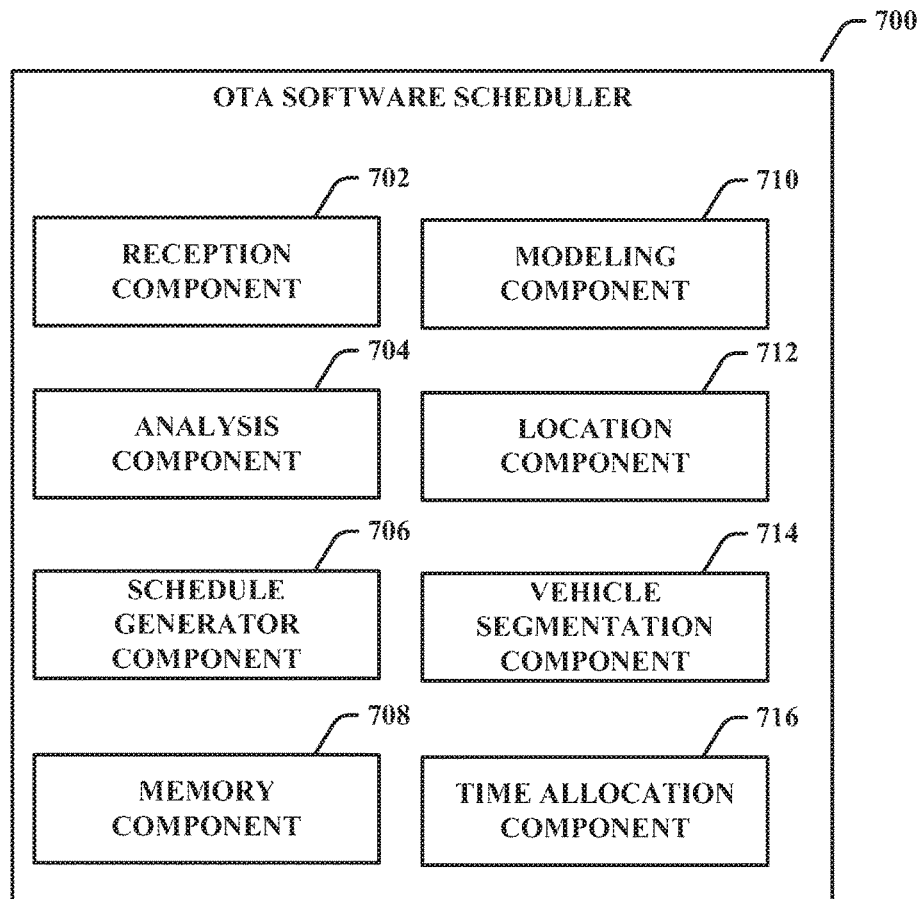 700
OTA SOFTWARE SCHEDULER
702
RECEPTION
COMPONENT
710
MODELING
COMPONENT
704
ANALYSIS
COMPONENT
712
LOCATION
COMPONENT
706
SCHEDULE
GENERATOR
COMPONENT
714
VEHICLE
SEGMENTATION
COMPONENT
708
MEMORY
COMPONENT
716
TIME ALLOCATION
COMPONENT